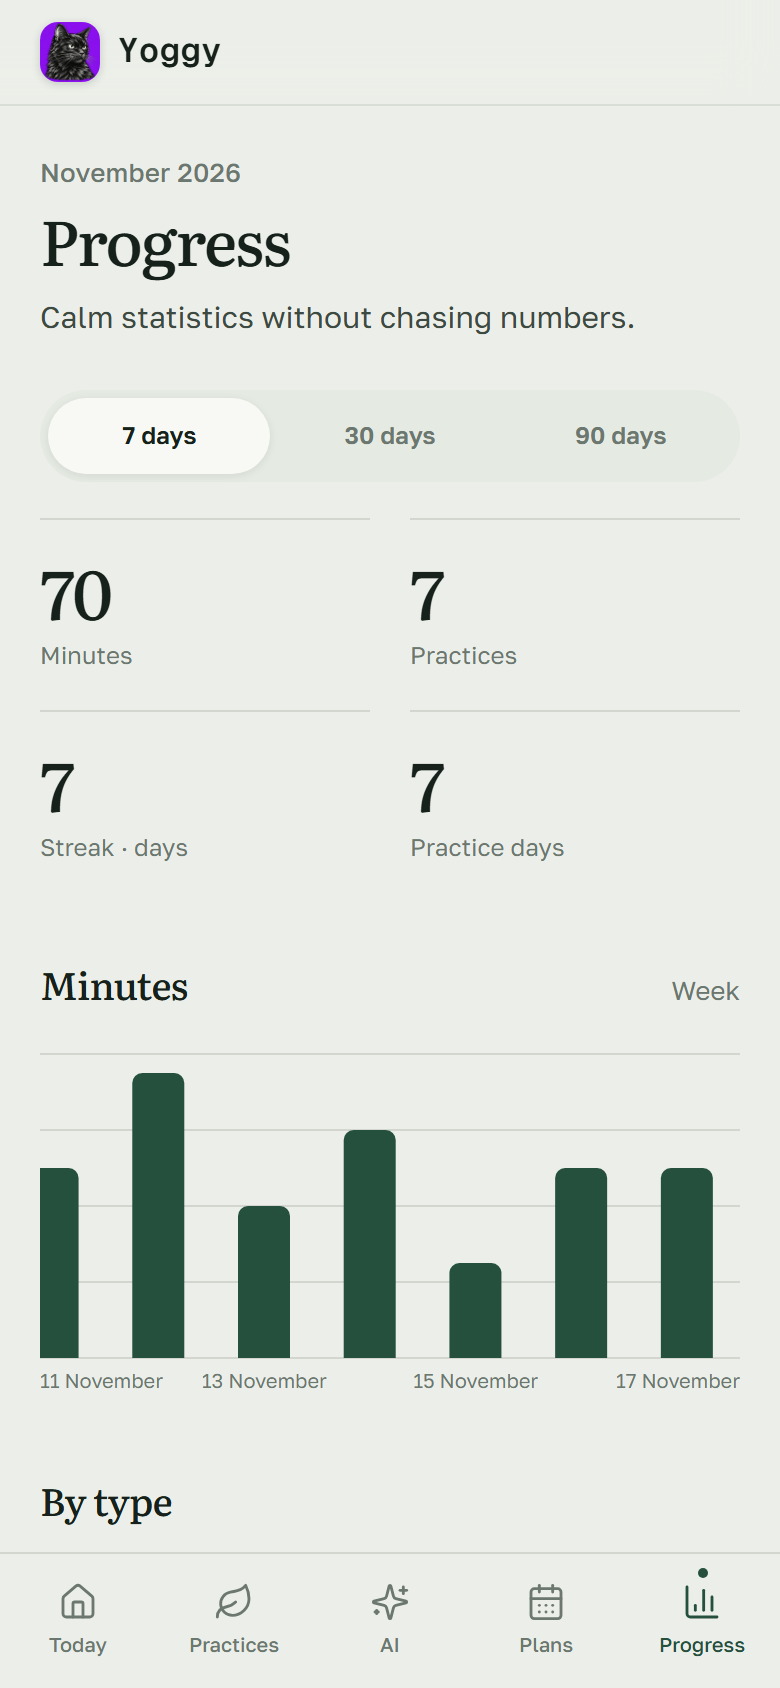 Yoggy
November 2026
Progress
Calm statistics without chasing numbers.
7 days
30 days
90 days
70
Minutes
7
Practices
7
Streak · days
7
Practice days
Minutes
Week
11 November
13 November
15 November
17 November
By type
Today
Practices
AI
Plans
Progress